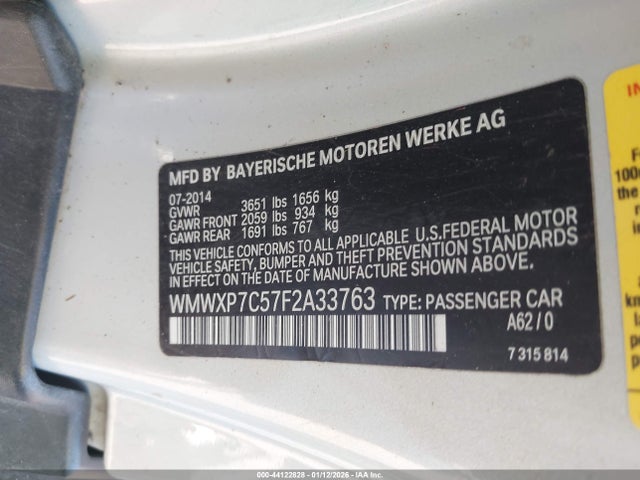 MFD BY BAYERISCHE MOTOREN WERKE AG
07-2014
GVWR 3651 lbs 1656 kg
GAWR FRONT 2059 lbs 934 kg
GAWR REAR 1691 lbs 767 kg
THIS VEHICLE CONFORMS TO ALL APPLICABLE U.S.FEDERAL MOTOR
VEHICLE SAFETY, BUMPER, AND THEFT PREVENTION STANDARDS
IN EFFECT ON THE DATE OF MANUFACTURE SHOWN ABOVE.
WMWXP7C57F2A33763 TYPE: PASSENGER CAR
A62/0
7 315 814
000-44122628 - 01/12/2026 - IAA, Inc.